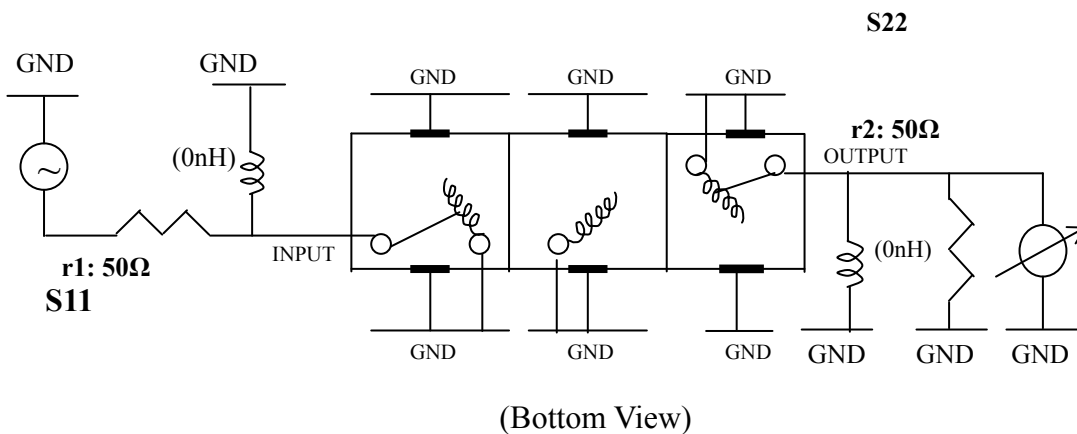 S22
GND
GND
GND
GND
GND
r2: 50Ω
OUTPUT
(0nH)
~
INPUT
r1: 50Ω
S11
(0nH)
GND
GND
GND
GND
GND
GND
(Bottom View)